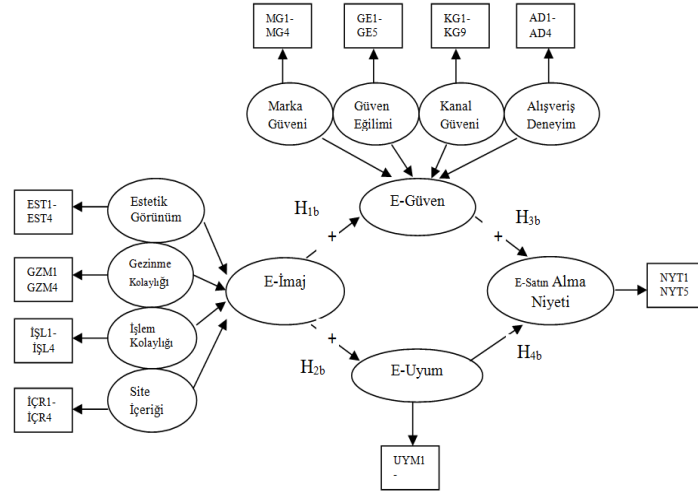 MG1-
MG4
GE1-
GE5
KG1-
KG9
AD1-
AD4
Marka
Güveni
Güven
Eğilimi
Kanal
Güveni
Alışveriş
Deneyim
E-Güven
H1b
+
+
H3b
EST1-
EST4
Estetik
Görünüm
GZM1
GZM4
Gezinme
Kolaylığı
E-İmaj
E-Satın Alma
Niyeti
NYT1
NYT5
İŞL1-
İŞL4
İşlem
Kolaylığı
+
+
H2b
H4b
E-Uyum
İÇR1-
İÇR4
Site
İçeriği
UYM1
-